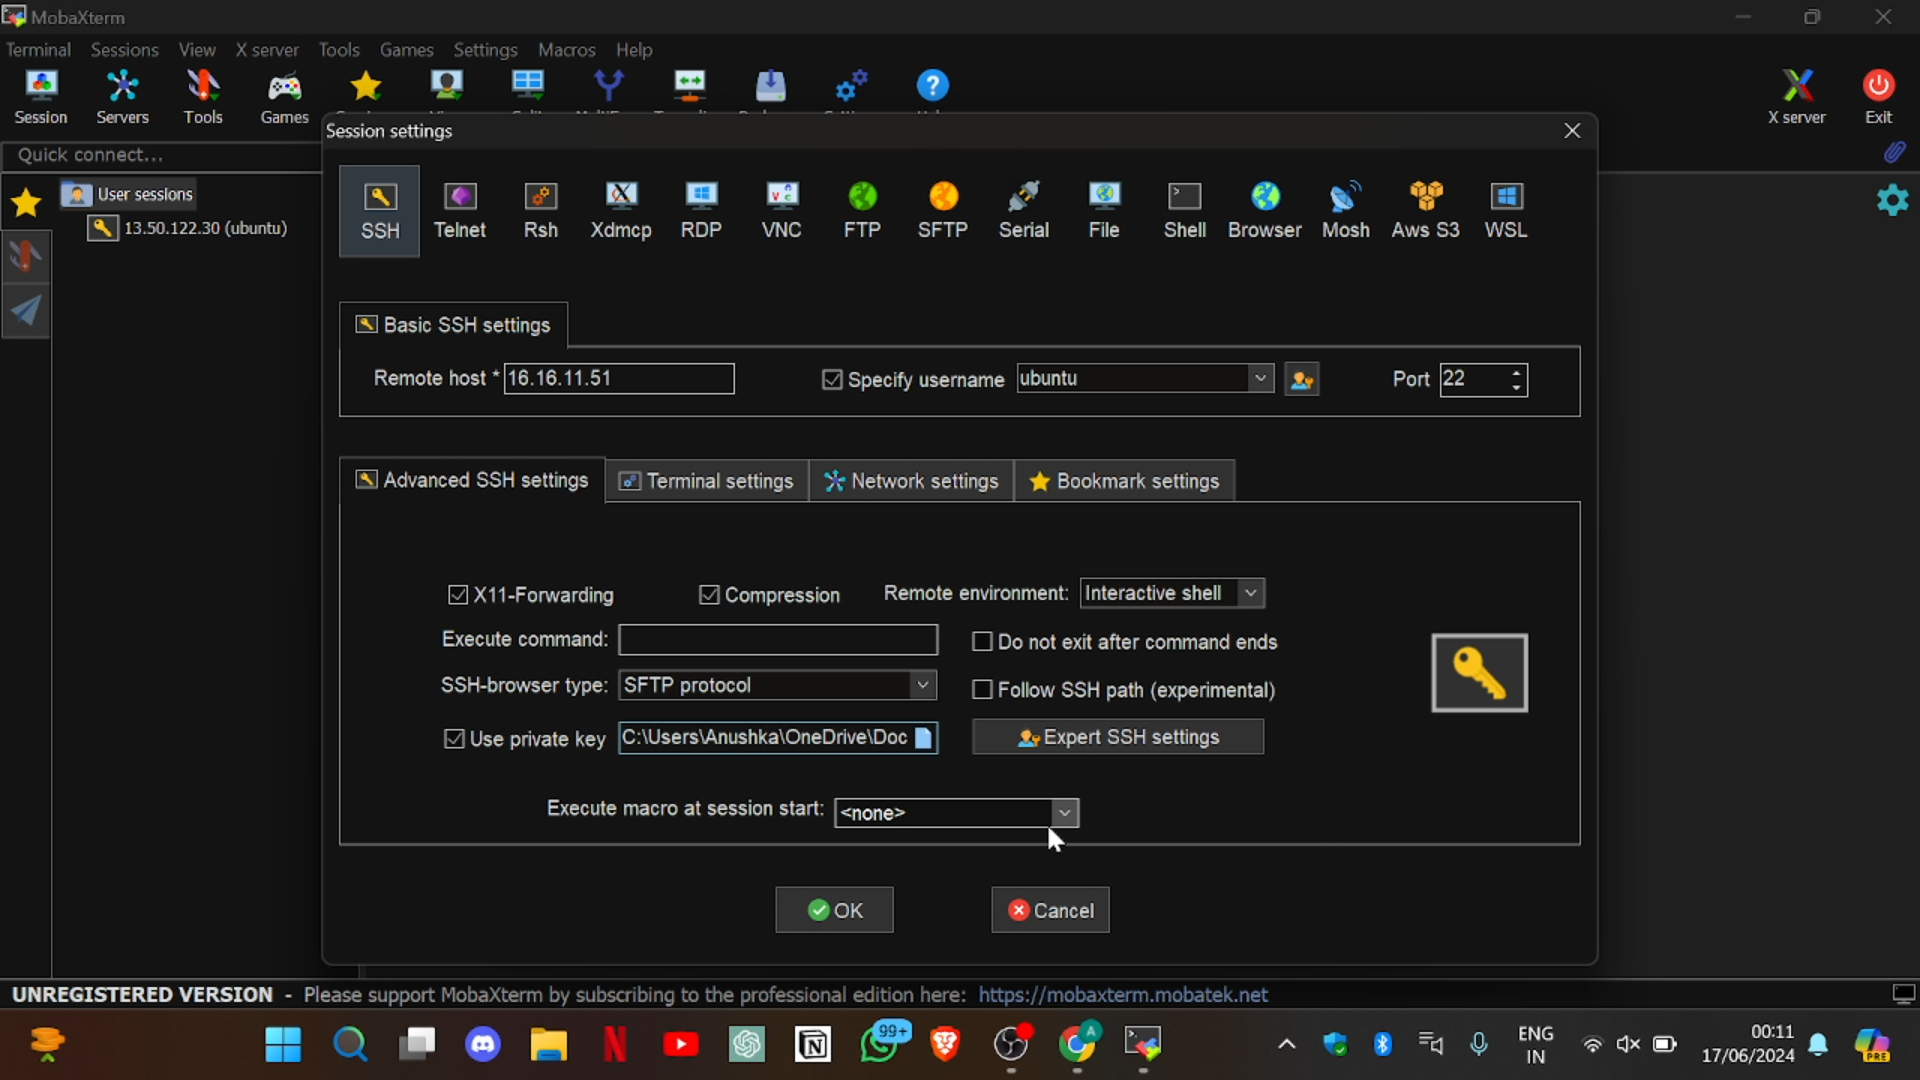 MobaXterm
Terminal Sessions View X server Tools Games Settings Macros Help
Session Servers Tools Games X server Exit
Session settings
Quick connect...
User sessions
13.50.122.30 (ubuntu)
SSH Telnet Rsh Xdmcp RDP VNC FTP SFTP Serial File Shell Browser Mosh Aws S3 WSL
Basic SSH settings
Remote host * 16.16.11.51 Specify username ubuntu Port 22
Advanced SSH settings Terminal settings Network settings Bookmark settings
X11-Forwarding Compression Remote environment: Interactive shell
Execute command: Do not exit after command ends
SSH-browser type: SFTP protocol Follow SSH path (experimental)
Use private key C:\Users\Anushka\OneDrive\Doc Expert SSH settings
Execute macro at session start: <none>
OK Cancel
UNREGISTERED VERSION - Please support MobaXterm by subscribing to the professional edition here: https://mobaxterm.mobatek.net
99+
A
ENG
IN
00:11
17/06/2024
PRE